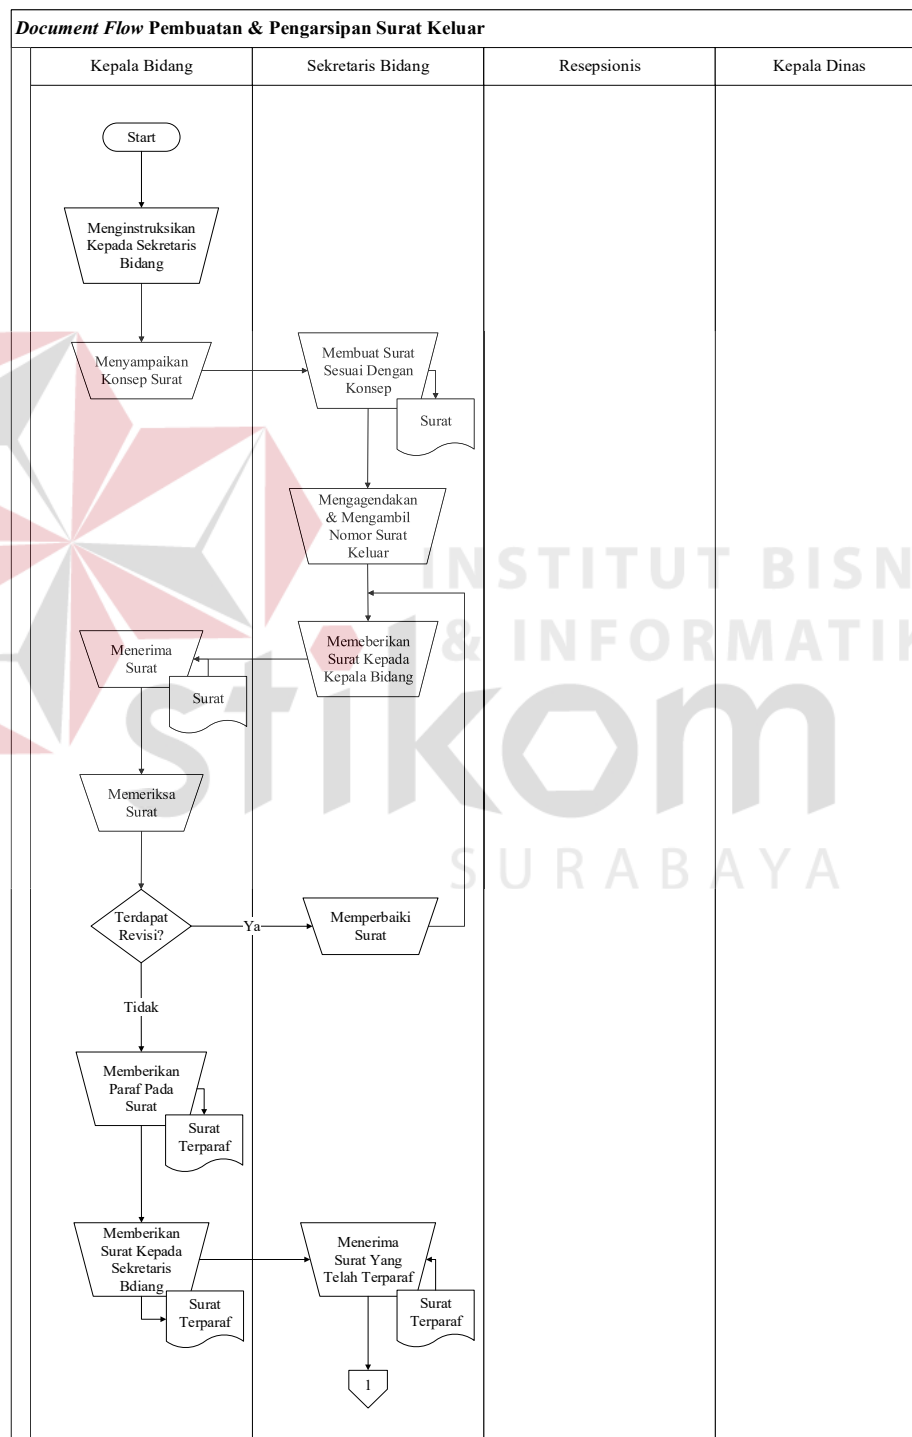 Document Flow Pembuatan & Pengarsipan Surat Keluar
Kepala Bidang
Sekretaris Bidang
Resepsionis
Kepala Dinas
Start
Menginstruksikan
Kepada Sekretaris
Bidang
Menyampaikan
Konsep Surat
Membuat Surat
Sesuai Dengan
Konsep
Surat
Mengagendakan
& Mengambil
Nomor Surat
Keluar
INSTITUT BISN
& INFORMATIK
Memeberikan
Surat Kepada
Kepala Bidang
Menerima
Surat
Surat
stikom
SURABAYA
Memeriksa
Surat
Terdapat
Revisi?
Ya
Memperbaiki
Surat
Tidak
Memberikan
Paraf Pada
Surat
Surat
Terparaf
Memberikan
Surat Kepada
Sekretaris
Bdiang
Surat
Terparaf
Menerima
Surat Yang
Telah Terparaf
Surat
Terparaf
1